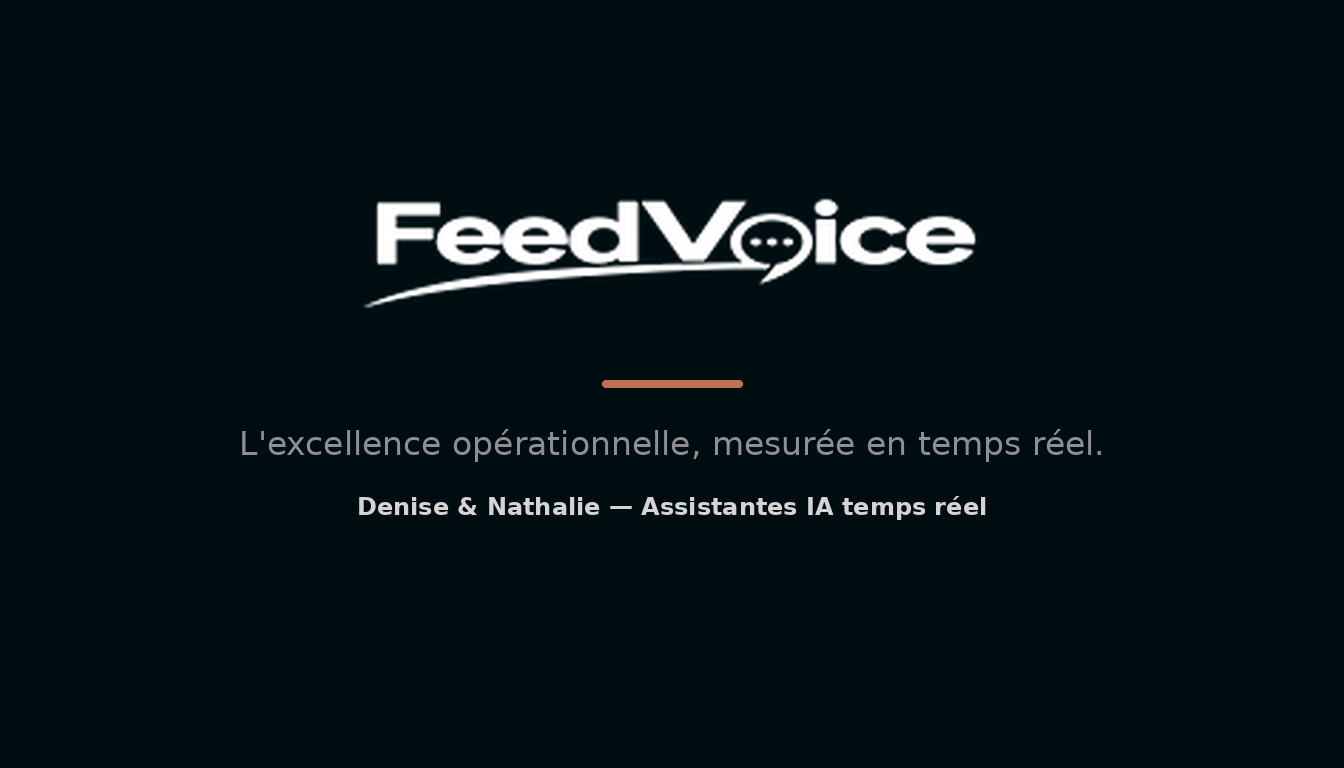 FeedVoice
L'excellence opérationnelle, mesurée en temps réel.
Denise & Nathalie — Assistantes IA temps réel